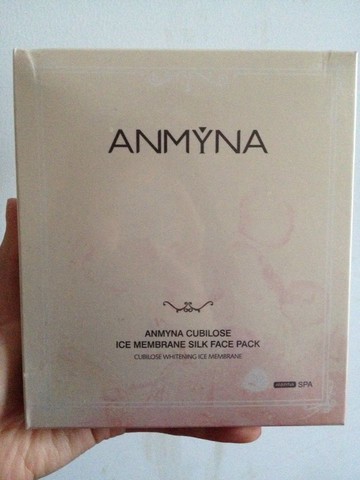 ANMYNA
ANMYNA CUBILOSE
ICE MEMBRANE SILK FACE PACK
CUBILOSE WHITENING ICE MEMBRANE
SPA